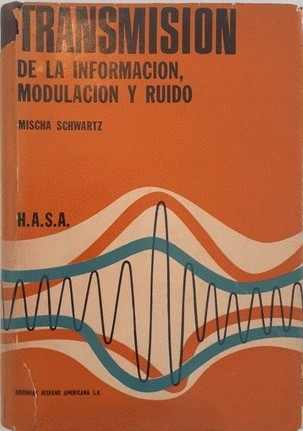 TRANSMISION
DE LA INFORMACION,
MODULACION Y RUIDO
MISCHA SCHWARTZ
H.A.S.A.
EDITORIAL HISPANO AMERICANA S.A.